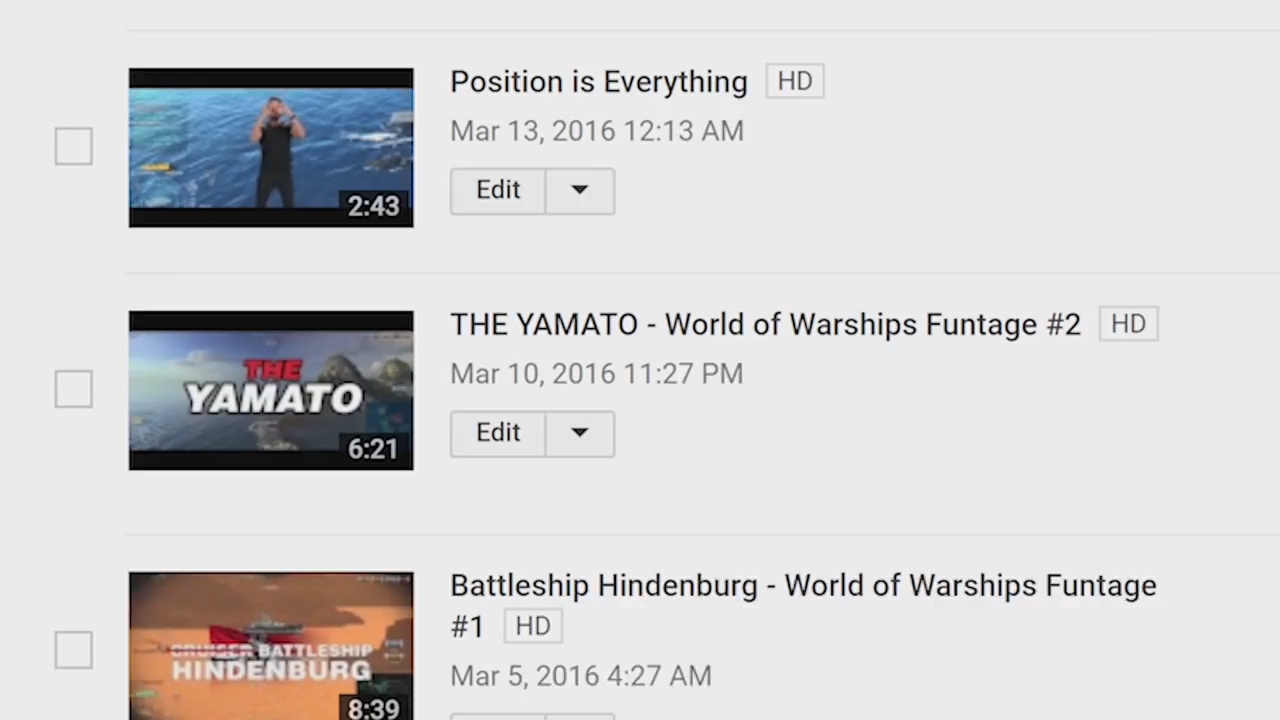 Position is Everything HD
Mar 13, 2016 12:13 AM
Edit
2:43
THE YAMATO - World of Warships Funtage #2 HD
Mar 10, 2016 11:27 PM
Edit
THE
YAMATO
6:21
Battleship Hindenburg - World of Warships Funtage
#1 HD
Mar 5, 2016 4:27 AM
CRUISER BATTLESHIP
HINDENBURG
8:39